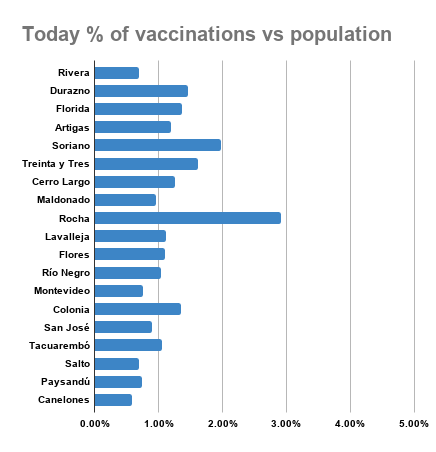 Today % of vaccinations vs population
Rivera
Durazno
Florida
Artigas
Soriano
Treinta y Tres
Cerro Largo
Maldonado
Rocha
Lavalleja
Flores
Río Negro
Montevideo
Colonia
San José
Tacuarembó
Salto
Paysandú
Canelones
0.00% 1.00% 2.00% 3.00% 4.00% 5.00%